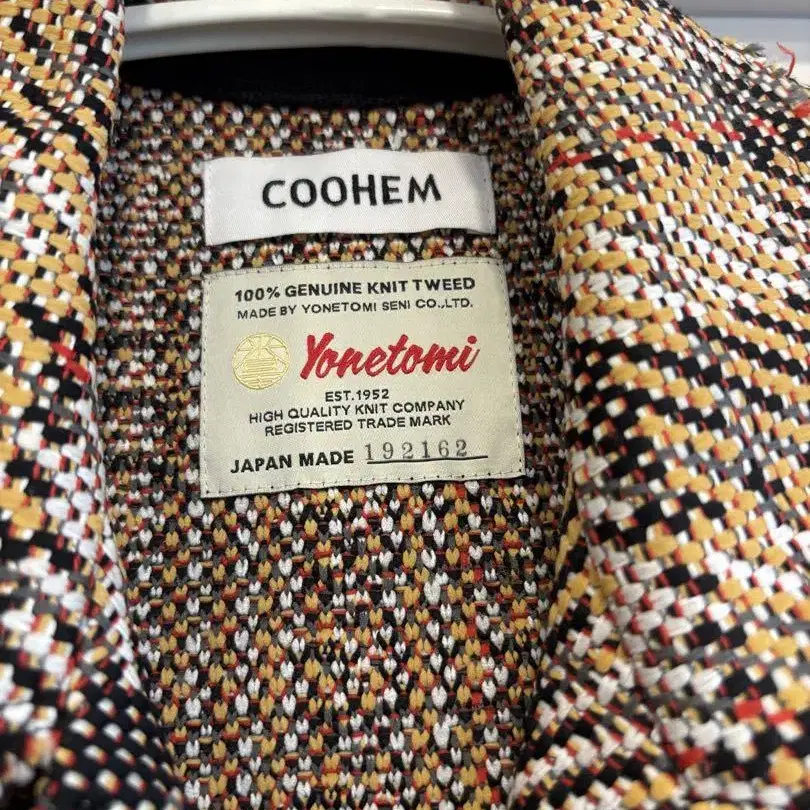 COOHEM
100% GENUINE KNIT TWEED
MADE BY YONETOMI SENI CO.,LTD.
Yonetomi
EST.1952
HIGH QUALITY KNIT COMPANY
REGISTERED TRADE MARK
JAPAN MADE 192162